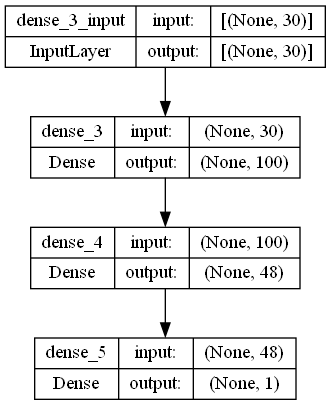 dense_3_input input: [(None, 30)]
InputLayer output: [(None, 30)]
dense_3 input: (None, 30)
Dense output: (None, 100)
dense_4 input: (None, 100)
Dense output: (None, 48)
dense_5 input: (None, 48)
Dense output: (None, 1)